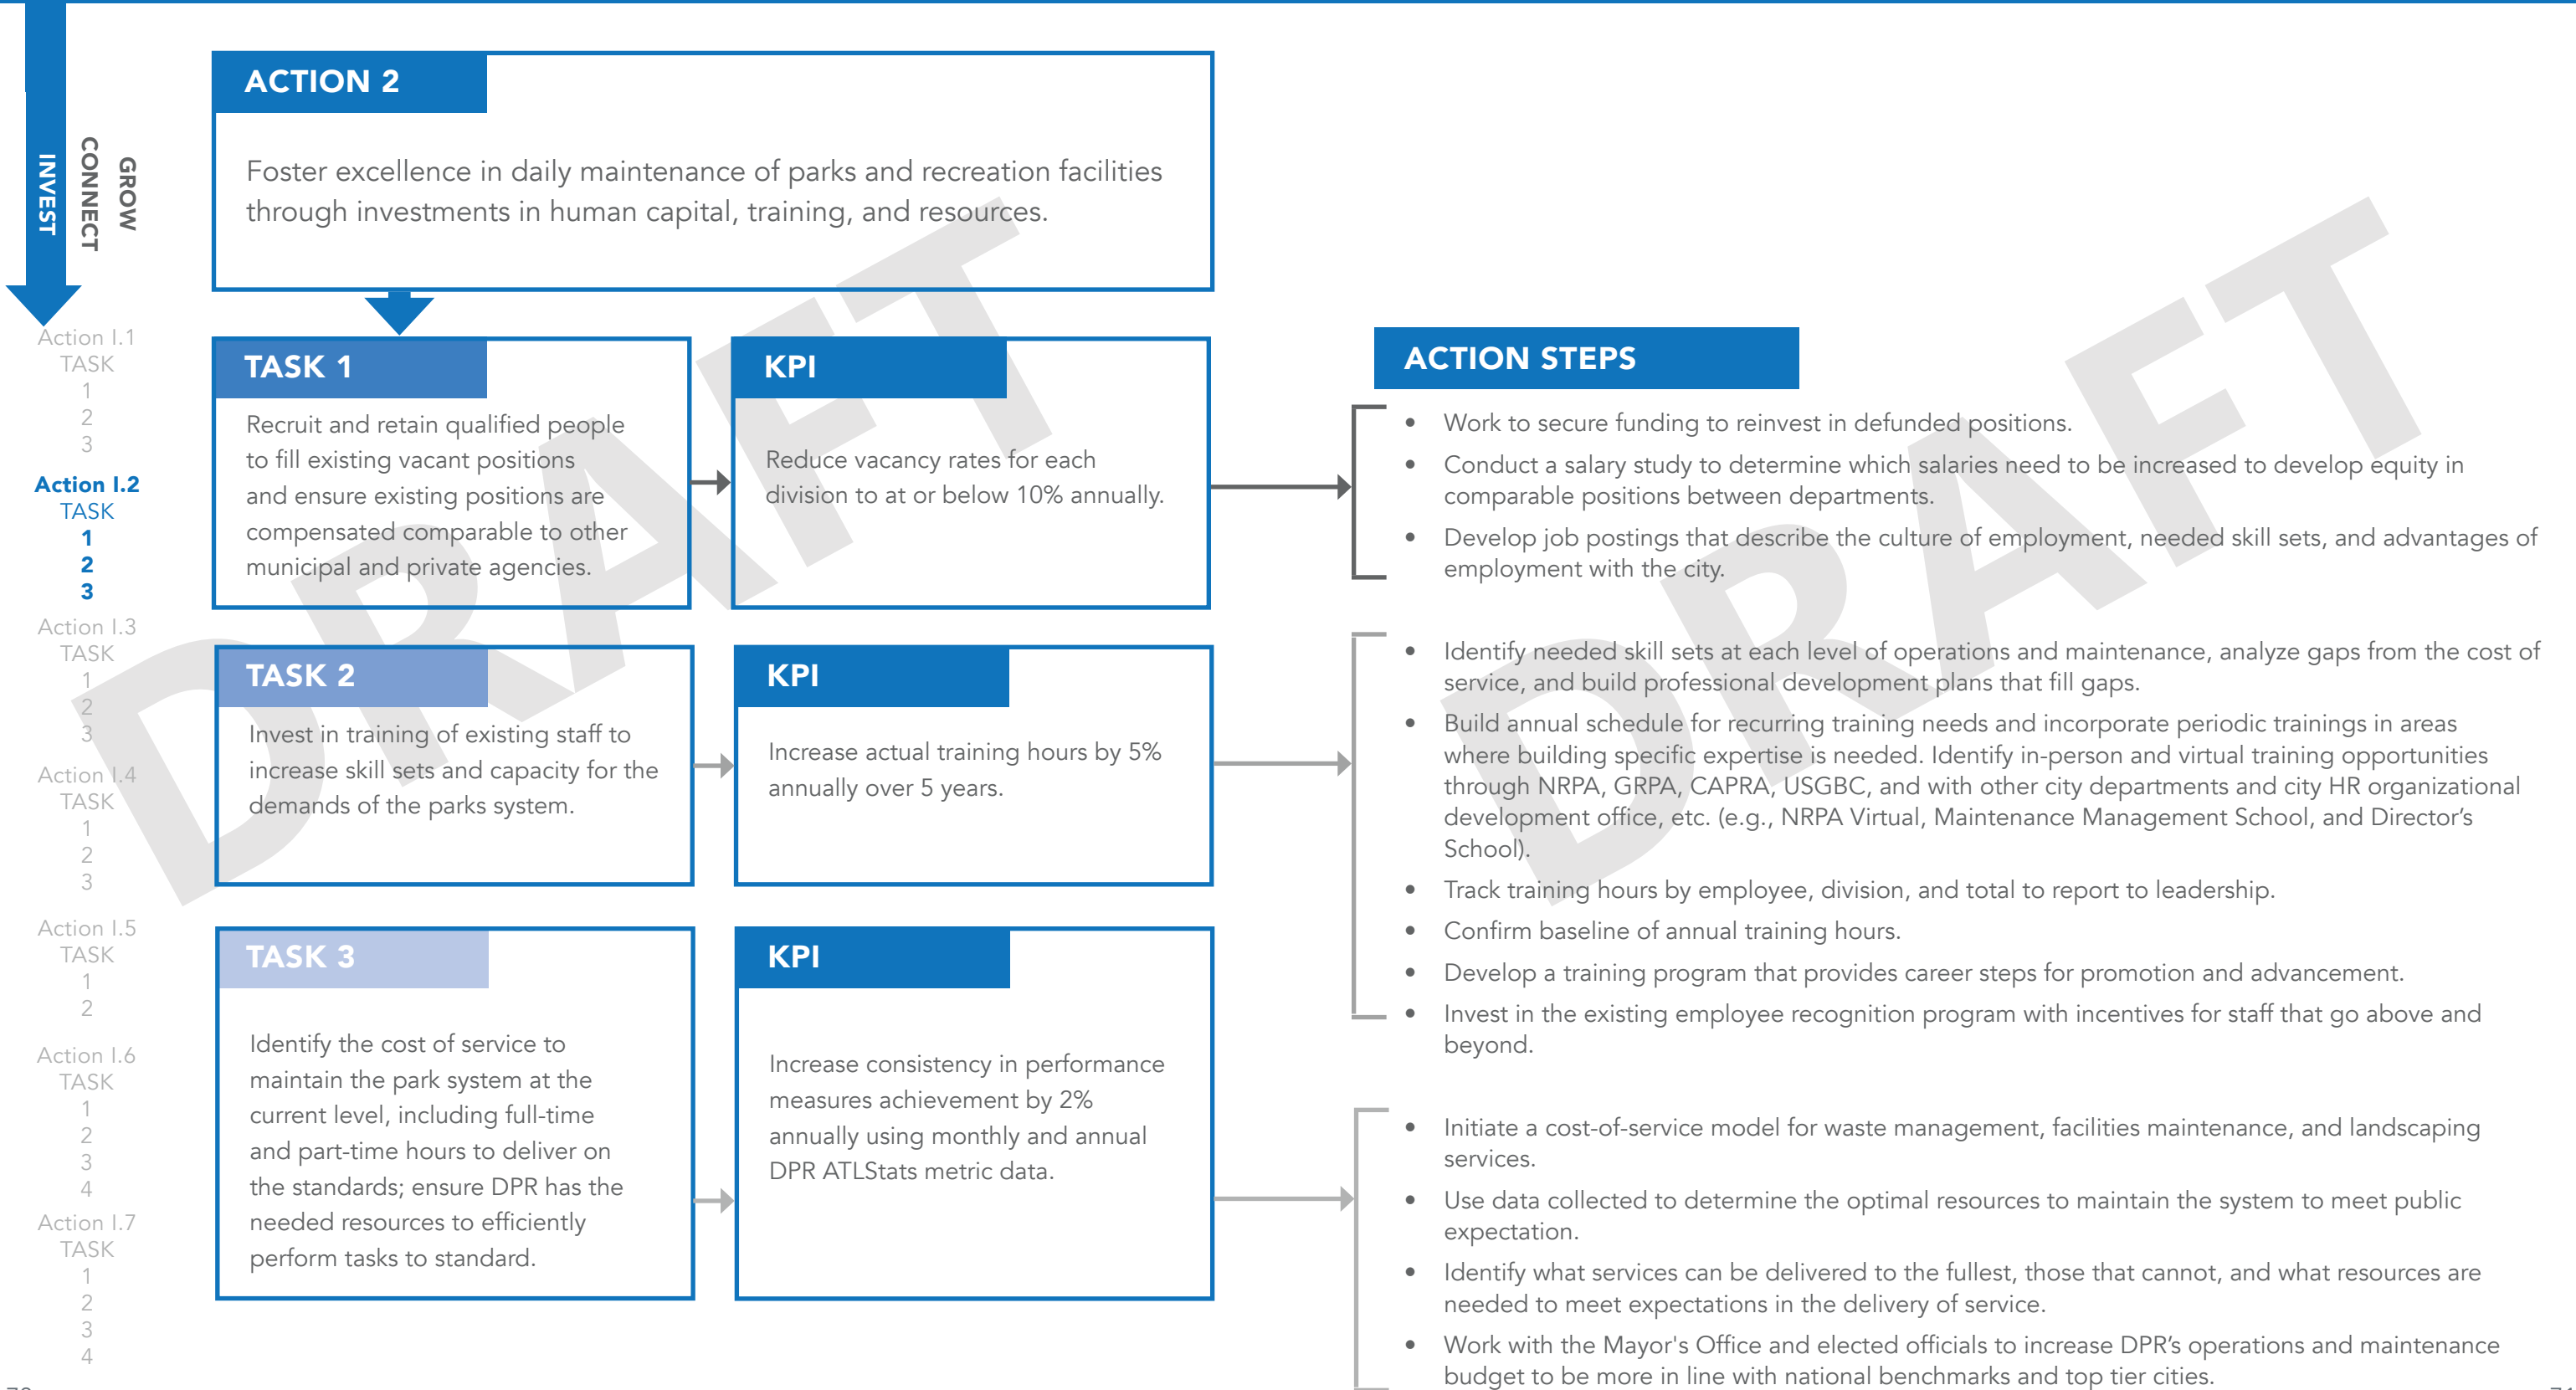 INVEST
CONNECT
GROW
Action I.1
TASK
1
2
3
Action I.2
TASK
1
2
3
Action I.3
TASK
1
2
3
Action I.4
TASK
1
2
3
Action I.5
TASK
1
2
Action I.6
TASK
1
2
3
4
Action I.7
TASK
1
2
3
4
ACTION 2
Foster excellence in daily maintenance of parks and recreation facilities
through investments in human capital, training, and resources.
TASK 1
Recruit and retain qualified people
to fill existing vacant positions
and ensure existing positions are
compensated comparable to other
municipal and private agencies.
KPI
Reduce vacancy rates for each
division to at or below 10% annually.
TASK 2
Invest in training of existing staff to
increase skill sets and capacity for the
demands of the parks system.
KPI
Increase actual training hours by 5%
annually over 5 years.
TASK 3
Identify the cost of service to
maintain the park system at the
current level, including full-time
and part-time hours to deliver on
the standards; ensure DPR has the
needed resources to efficiently
perform tasks to standard.
KPI
Increase consistency in performance
measures achievement by 2%
annually using monthly and annual
DPR ATLStats metric data.
ACTION STEPS
• Work to secure funding to reinvest in defunded positions.
• Conduct a salary study to determine which salaries need to be increased to develop equity in
comparable positions between departments.
• Develop job postings that describe the culture of employment, needed skill sets, and advantages of
employment with the city.
• Identify needed skill sets at each level of operations and maintenance, analyze gaps from the cost of
service, and build professional development plans that fill gaps.
• Build annual schedule for recurring training needs and incorporate periodic trainings in areas
where building specific expertise is needed. Identify in-person and virtual training opportunities
through NRPA, GRPA, CAPRA, USGBC, and with other city departments and city HR organizational
development office, etc. (e.g., NRPA Virtual, Maintenance Management School, and Director's
School).
• Track training hours by employee, division, and total to report to leadership.
• Confirm baseline of annual training hours.
• Develop a training program that provides career steps for promotion and advancement.
• Invest in the existing employee recognition program with incentives for staff that go above and
beyond.
• Initiate a cost-of-service model for waste management, facilities maintenance, and landscaping
services.
• Use data collected to determine the optimal resources to maintain the system to meet public
expectation.
• Identify what services can be delivered to the fullest, those that cannot, and what resources are
needed to meet expectations in the delivery of service.
• Work with the Mayor's Office and elected officials to increase DPR's operations and maintenance
budget to be more in line with national benchmarks and top tier cities.
DRAFT
DRAFT